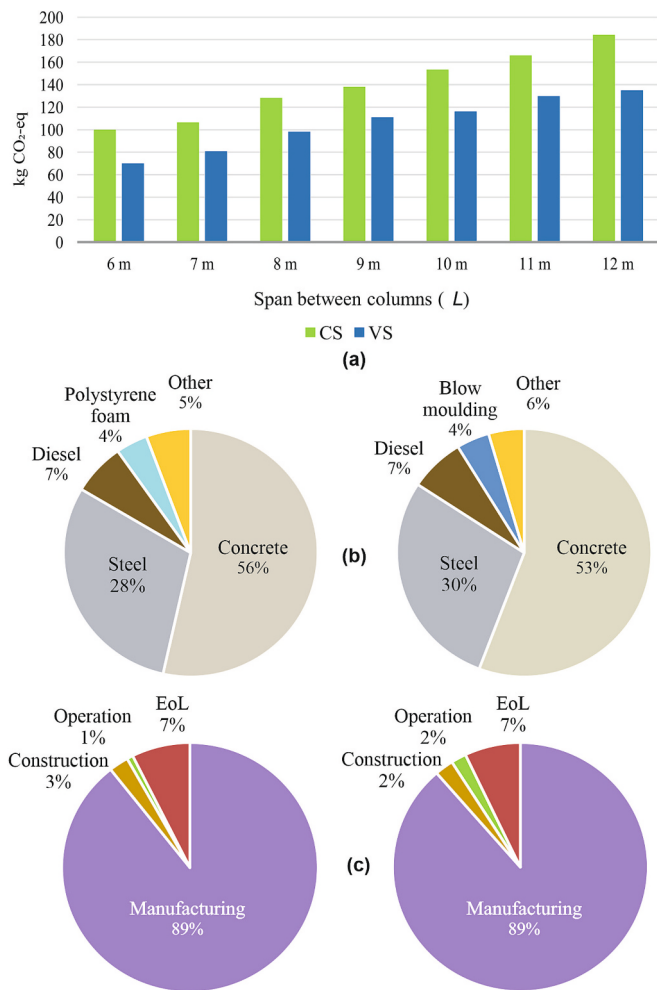 200
180
160
140
120
100
80
60
40
20
0
kg CO₂-eq
6 m
7 m
8 m
9 m
10 m
11 m
12 m
Span between columns ( L)
CS
VS
(a)
Other
5%
Polystyrene
foam
4%
Diesel
7%
Steel
28%
Concrete
56%
(b)
Other
6%
Blow
moulding
4%
Diesel
7%
Steel
30%
Concrete
53%
EoL
7%
Operation
1%
Construction
3%
Manufacturing
89%
(c)
EoL
7%
Operation
2%
Construction
2%
Manufacturing
89%